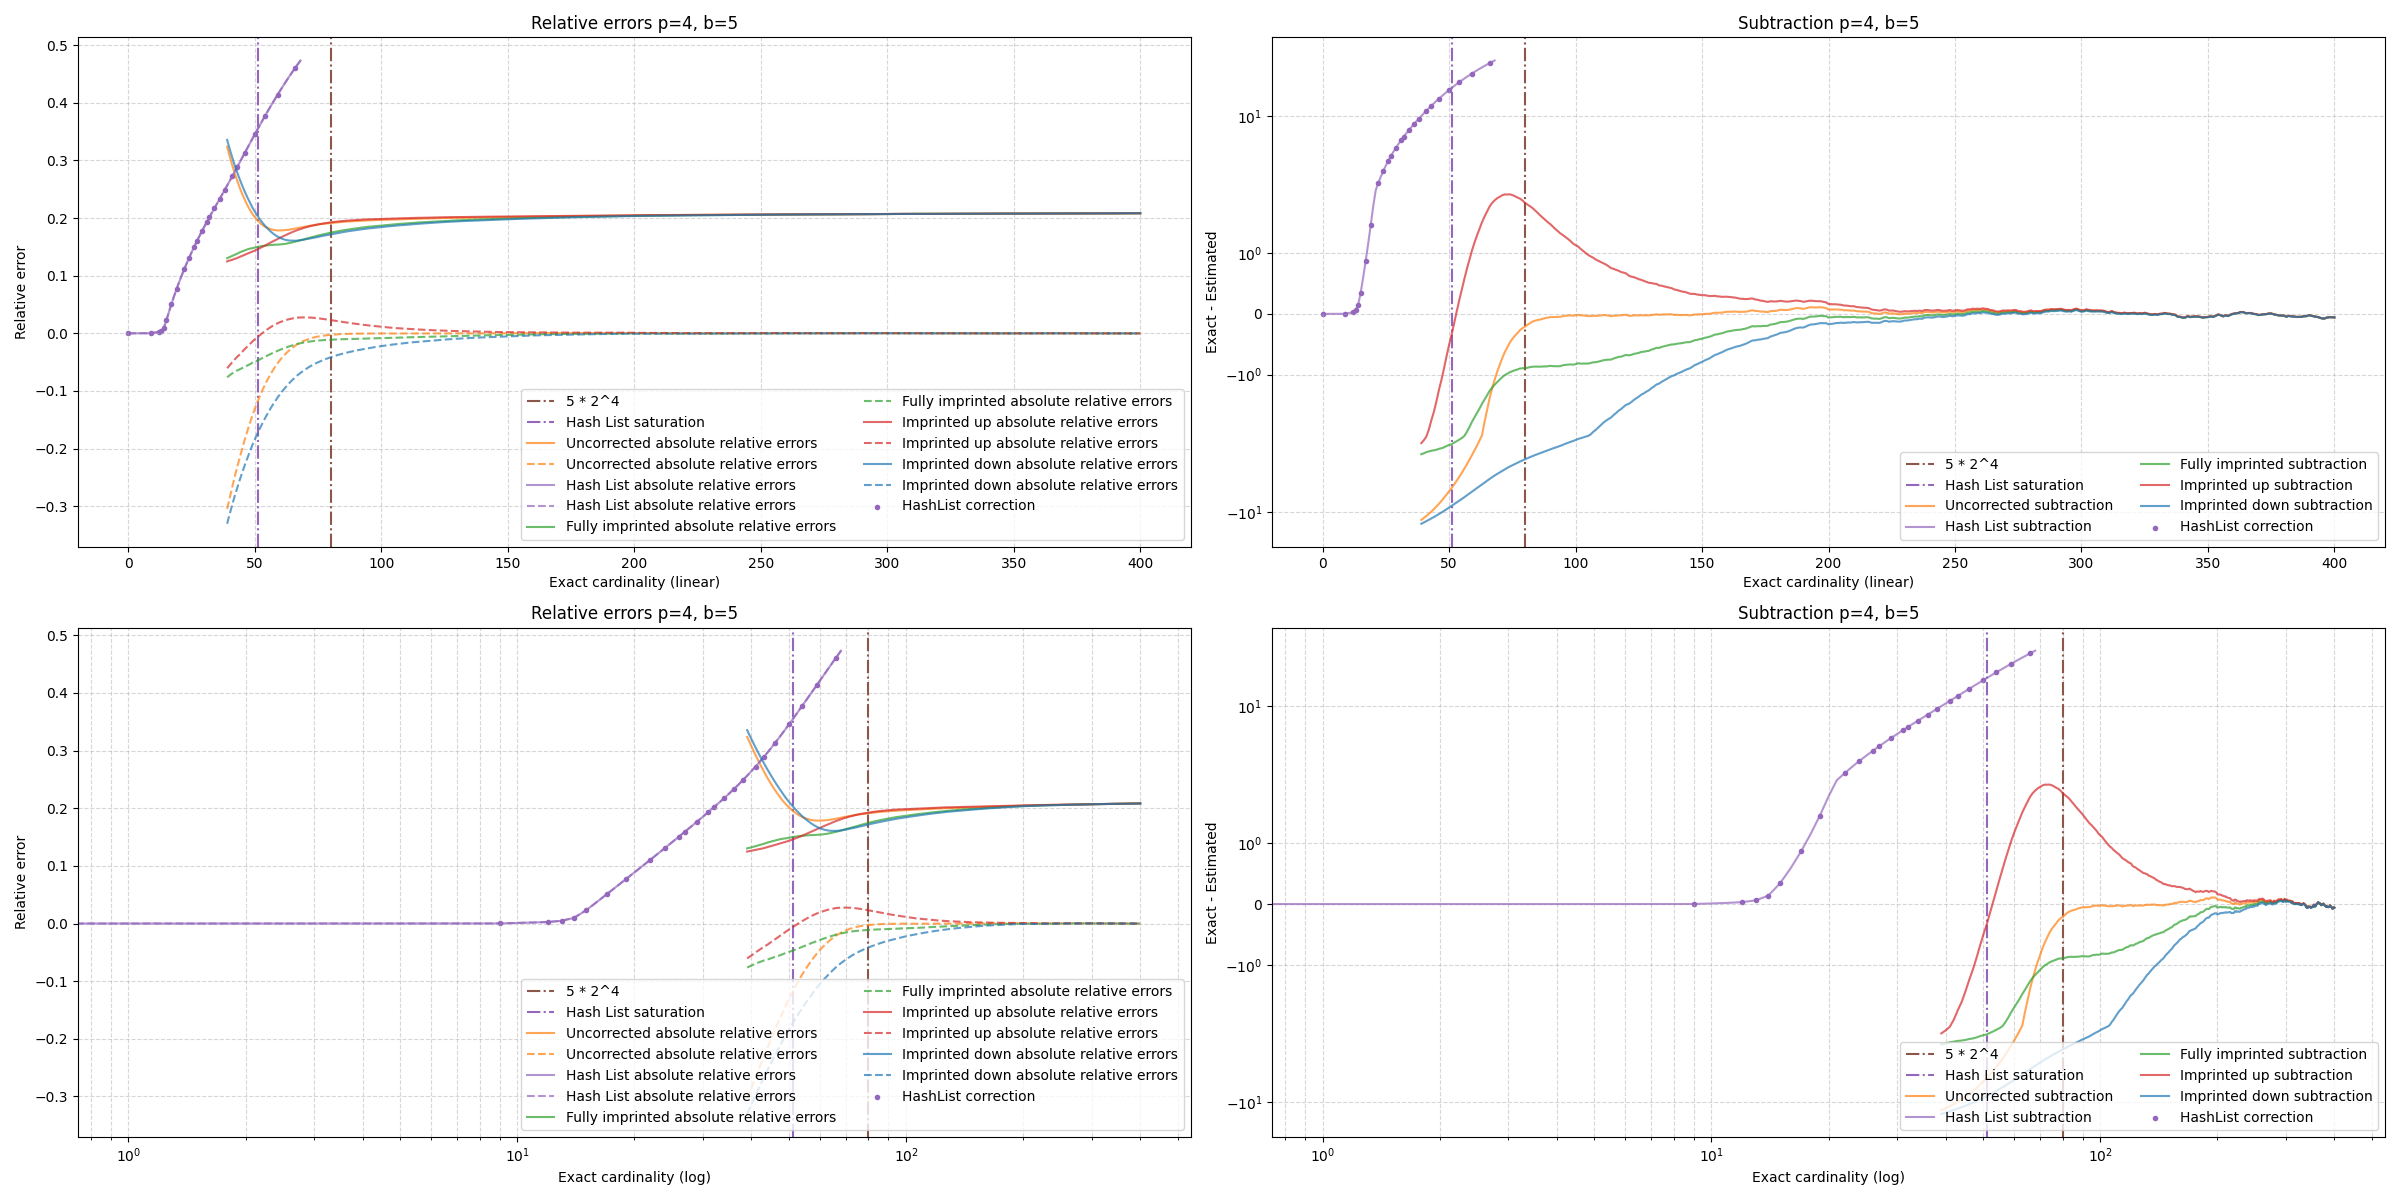 Relative errors p=4, b=5
Relative error
0.5
0.4
0.3
0.2
0.1
0.0
−0.1
−0.2
−0.3
5 * 2^4
Hash List saturation
Uncorrected absolute relative errors
Uncorrected absolute relative errors
Hash List absolute relative errors
Hash List absolute relative errors
Fully imprinted absolute relative errors
Fully imprinted absolute relative errors
Imprinted up absolute relative errors
Imprinted up absolute relative errors
Imprinted down absolute relative errors
Imprinted down absolute relative errors
HashList correction
0 50 100 150 200 250 300 350 400
Exact cardinality (linear)
Subtraction p=4, b=5
Exact - Estimated
10^1
10^0
0
−10^0
−10^1
5 * 2^4
Hash List saturation
Uncorrected subtraction
Hash List subtraction
Fully imprinted subtraction
Imprinted up subtraction
Imprinted down subtraction
HashList correction
0 50 100 150 200 250 300 350 400
Exact cardinality (linear)
Relative errors p=4, b=5
Relative error
0.5
0.4
0.3
0.2
0.1
0.0
−0.1
−0.2
−0.3
5 * 2^4
Hash List saturation
Uncorrected absolute relative errors
Uncorrected absolute relative errors
Hash List absolute relative errors
Hash List absolute relative errors
Fully imprinted absolute relative errors
Fully imprinted absolute relative errors
Imprinted up absolute relative errors
Imprinted up absolute relative errors
Imprinted down absolute relative errors
Imprinted down absolute relative errors
HashList correction
10^0 10^1 10^2
Exact cardinality (log)
Subtraction p=4, b=5
Exact - Estimated
10^1
10^0
0
−10^0
−10^1
5 * 2^4
Hash List saturation
Uncorrected subtraction
Hash List subtraction
Fully imprinted subtraction
Imprinted up subtraction
Imprinted down subtraction
HashList correction
10^0 10^1 10^2
Exact cardinality (log)